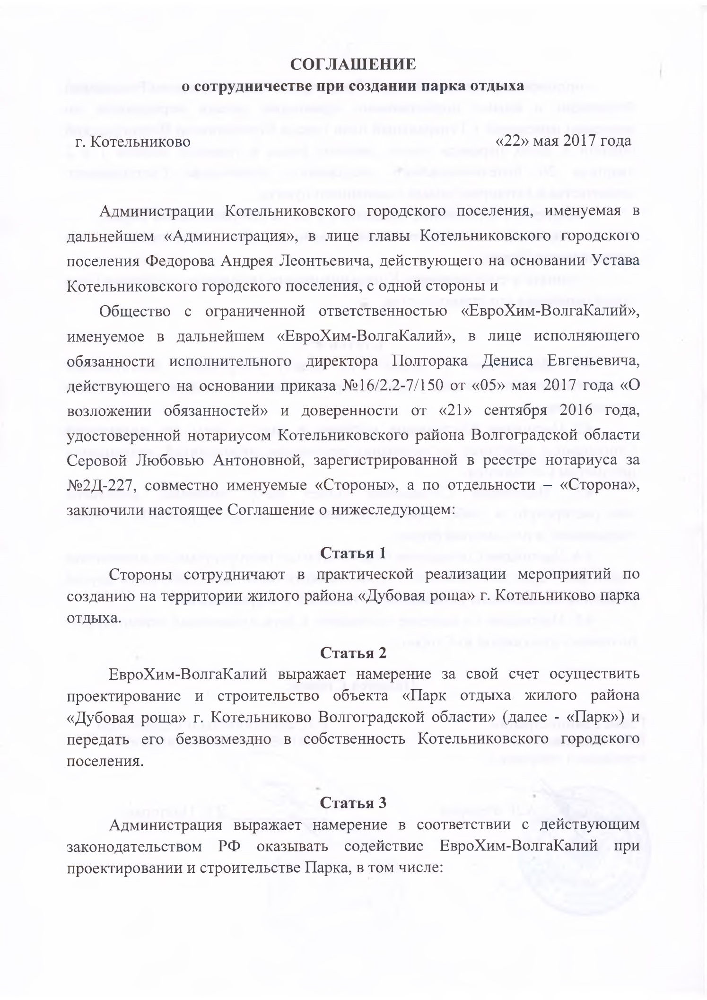 СОГЛАШЕНИЕ
о сотрудничестве при создании парка отдыха
г. Котельниково «22» мая 2017 года
Администрации Котельниковского городского поселения, именуемая в
дальнейшем «Администрация», в лице главы Котельниковского городского
поселения Федорова Андрея Леонтьевича, действующего на основании Устава
Котельниковского городского поселения, с одной стороны и
Общество с ограниченной ответственностью «ЕвроХим-ВолгаКалий»,
именуемое в дальнейшем «ЕвроХим-ВолгаКалий», в лице исполняющего
обязанности исполнительного директора Полторака Дениса Евгеньевича,
действующего на основании приказа №16/2.2-7/150 от «05» мая 2017 года «О
возложении обязанностей» и доверенности от «21» сентября 2016 года,
удостоверенной нотариусом Котельниковского района Волгоградской области
Серовой Любовью Антоновной, зарегистрированной в реестре нотариуса за
№2Д-227, совместно именуемые «Стороны», а по отдельности – «Сторона»,
заключили настоящее Соглашение о нижеследующем:
Статья 1
Стороны сотрудничают в практической реализации мероприятий по
созданию на территории жилого района «Дубовая роща» г. Котельниково парка
отдыха.
Статья 2
ЕвроХим-ВолгаКалий выражает намерение за свой счет осуществить
проектирование и строительство объекта «Парк отдыха жилого района
«Дубовая роща» г. Котельниково Волгоградской области» (далее - «Парк») и
передать его безвозмездно в собственность Котельниковского городского
поселения.
Статья 3
Администрация выражает намерение в соответствии с действующим
законодательством РФ оказывать содействие ЕвроХим-ВолгаКалий при
проектировании и строительстве Парка, в том числе: